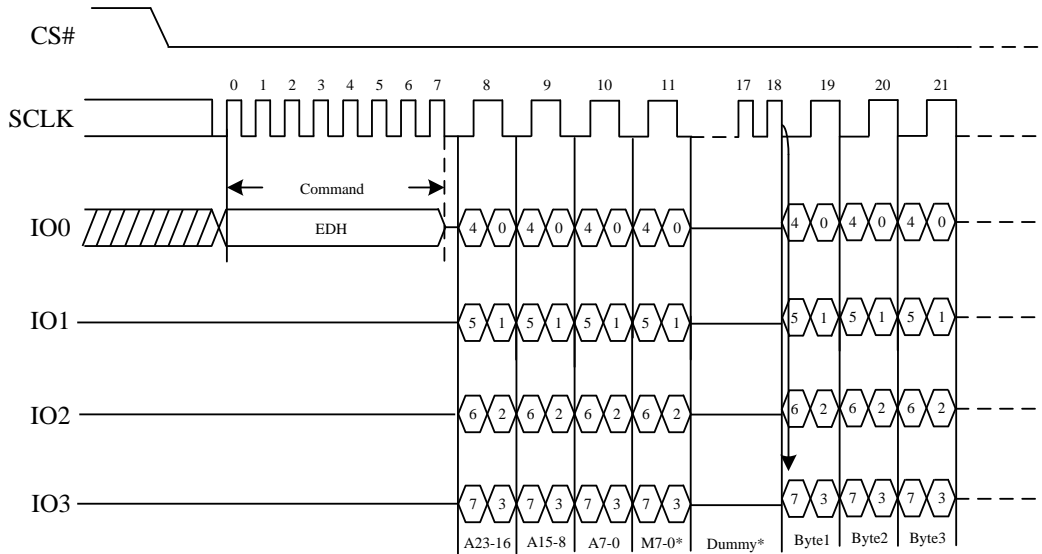 CS#
0 1 2 3 4 5 6 7 8 9 10 11 17 18 19 20 21
SCLK
Command
IO0 EDH 4 0 4 0 4 0 4 0 4 0 4 0 4 0
IO1 5 1 5 1 5 1 5 1 5 1 5 1 5 1
IO2 6 2 6 2 6 2 6 2 6 2 6 2 6 2
IO3 7 3 7 3 7 3 7 3 7 3 7 3 7 3
A23-16 A15-8 A7-0 M7-0* Dummy* Byte1 Byte2 Byte3